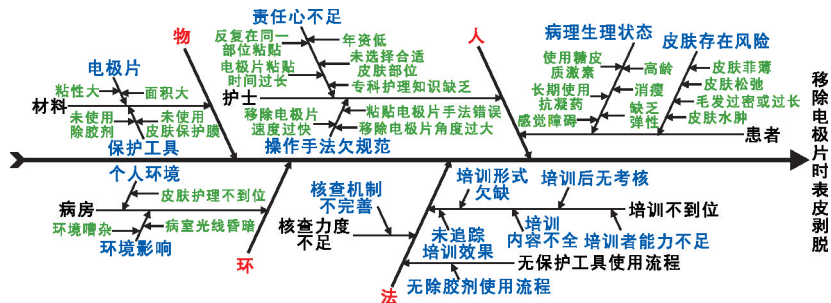 物
电极片
粘性大
面积大
材料
未使用
除胶剂
未使用
皮肤保护膜
保护工具
人
责任心不足
反复在同一
部位粘贴
年资低
电极片粘贴
时间过长
未选择合适
皮肤部位
专科护理知识缺乏
护士
移除电极片
速度过快
粘贴电极片手法错误
移除电极片角度过大
操作手法欠规范
病理生理状态
使用糖皮
质激素
高龄
长期使用
抗凝药
消瘦
感觉障碍
缺乏
弹性
皮肤存在风险
皮肤菲薄
皮肤松弛
毛发过密或过长
皮肤水肿
患者
移除电极片时表皮剥脱
个人环境
皮肤护理不到位
病房
环境嘈杂
病室光线昏暗
环境影响
环
核查机制
不完善
核查力度
不足
培训形式
欠缺
培训后无考核
培训不到位
未追踪
培训效果
培训
内容不全
培训者能力不足
无保护工具使用流程
无除胶剂使用流程
法